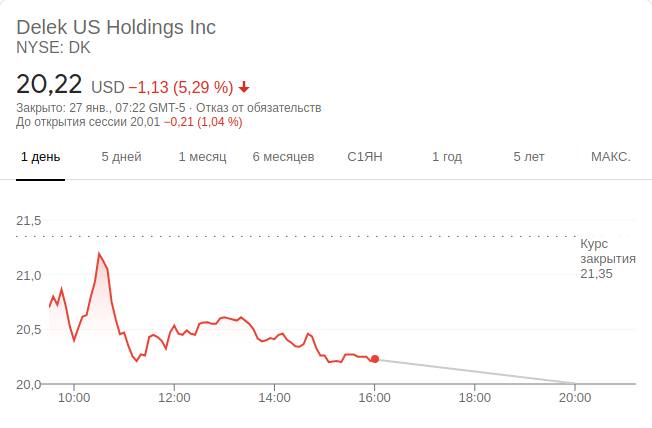 Delek US Holdings Inc
NYSE: DK
20,22 USD −1,13 (5,29 %)
Закрыто: 27 янв., 07:22 GMT-5 · Отказ от обязательств
До открытия сессии 20,01 −0,21 (1,04 %)
1 день 5 дней 1 месяц 6 месяцев С1ЯН 1 год 5 лет МАКС.
21,5
Курс
закрытия
21,35
21,0
20,5
20,0
10:00 12:00 14:00 16:00 18:00 20:00